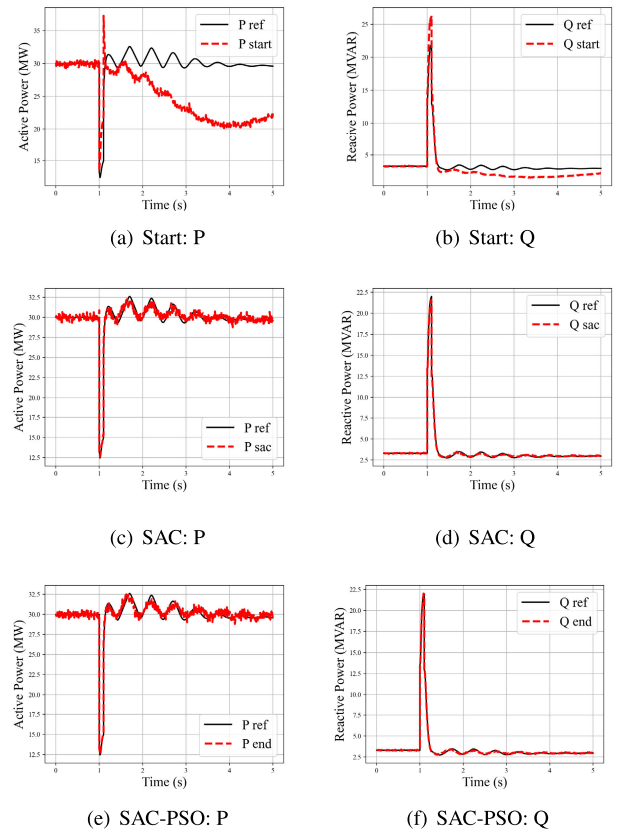 35
30
25
20
15
Active Power (MW)
P ref
P start
0 1 2 3 4 5
Time (s)
(a) Start: P
25
20
15
10
5
Reacive Power (MVAR)
Q ref
Q start
0 1 2 3 4 5
Time (s)
(b) Start: Q
32.5
30.0
27.5
25.0
22.5
20.0
17.5
15.0
12.5
Active Power (MW)
P ref
P sac
0 1 2 3 4 5
Time (s)
(c) SAC: P
22.5
20.0
17.5
15.0
12.5
10.0
7.5
5.0
2.5
Reactive Power (MVAR)
Q ref
Q sac
0 1 2 3 4 5
Time (s)
(d) SAC: Q
32.5
30.0
27.5
25.0
22.5
20.0
17.5
15.0
12.5
Active Power (MW)
P ref
P end
0 1 2 3 4 5
Time (s)
(e) SAC-PSO: P
22.5
20.0
17.5
15.0
12.5
10.0
7.5
5.0
2.5
Reactive Power (MVAR)
Q ref
Q end
0 1 2 3 4 5
Time (s)
(f) SAC-PSO: Q